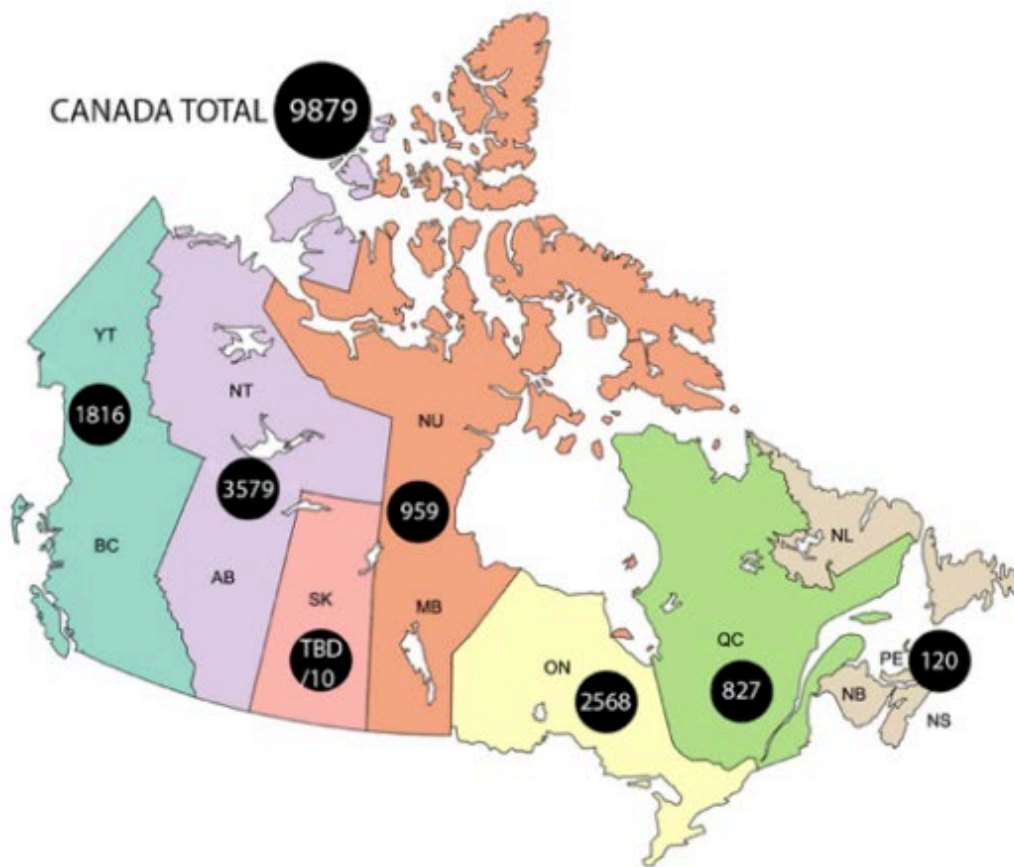 CANADA TOTAL 9879
YT
NT
1816
NU
3579
959
BC
NL
AB
SK
MB
TBD
/10
ON
QC
PE 120
2568
827
NB
NS